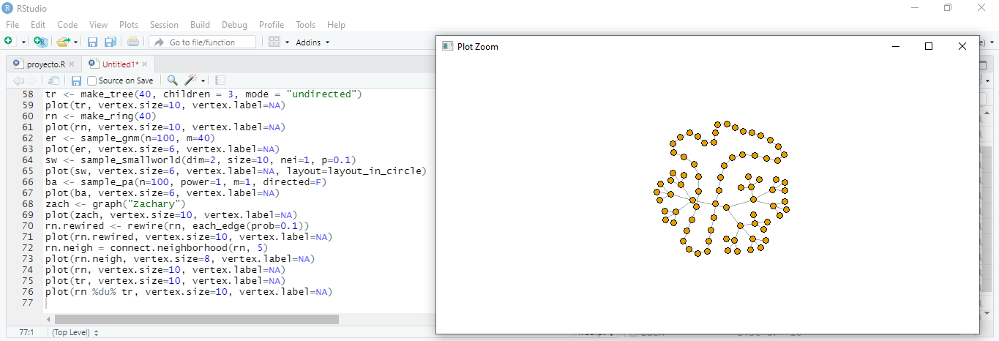 RStudio
File Edit Code View Plots Session Build Debug Profile Tools Help
Go to file/function Addins
Plot Zoom
proyecto.R Untitled1*
Source on Save
58 tr <- make_tree(40, children = 3, mode = "undirected")
59 plot(tr, vertex.size=10, vertex.label=NA)
60 rn <- make_ring(40)
61 plot(rn, vertex.size=10, vertex.label=NA)
62 er <- sample_gnm(n=100, m=40)
63 plot(er, vertex.size=6, vertex.label=NA)
64 sw <- sample_smallworld(dim=2, size=10, nei=1, p=0.1)
65 plot(sw, vertex.size=6, vertex.label=NA, layout=layout_in_circle)
66 ba <- sample_pa(n=100, power=1, m=1, directed=F)
67 plot(ba, vertex.size=6, vertex.label=NA)
68 zach <- graph("Zachary")
69 plot(zach, vertex.size=10, vertex.label=NA)
70 rn.rewired <- rewire(rn, each_edge(prob=0.1))
71 plot(rn.rewired, vertex.size=10, vertex.label=NA)
72 rn.neigh = connect.neighborhood(rn, 5)
73 plot(rn.neigh, vertex.size=8, vertex.label=NA)
74 plot(rn, vertex.size=10, vertex.label=NA)
75 plot(tr, vertex.size=10, vertex.label=NA)
76 plot(rn %du% tr, vertex.size=10, vertex.label=NA)
77
77:1 (Top Level)